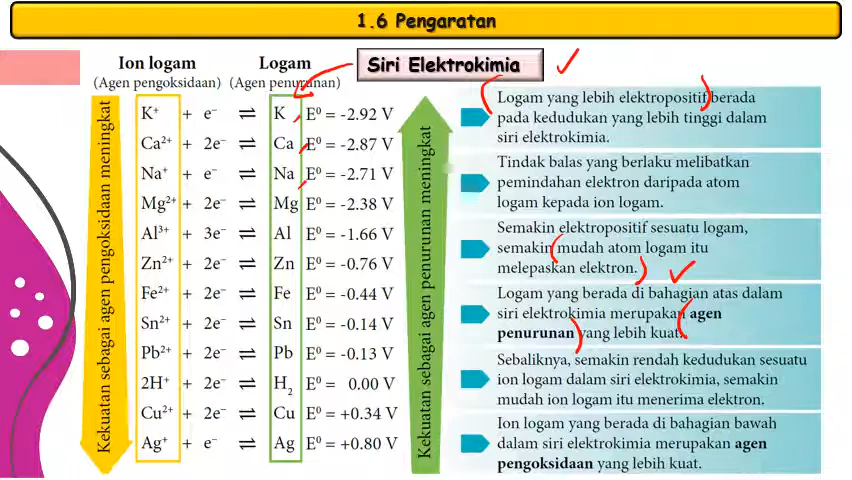 1.6 Pengaratan
Ion logam
(Agen pengoksidaan)
Logam
(Agen penurunan)
Siri Elektrokimia
Kekuatan sebagai agen pengoksidaan meningkat
K⁺ + e⁻ ⇌ K E⁰ = -2.92 V
Ca²⁺ + 2e⁻ ⇌ Ca E⁰ = -2.87 V
Na⁺ + e⁻ ⇌ Na E⁰ = -2.71 V
Mg²⁺ + 2e⁻ ⇌ Mg E⁰ = -2.38 V
Al³⁺ + 3e⁻ ⇌ Al E⁰ = -1.66 V
Zn²⁺ + 2e⁻ ⇌ Zn E⁰ = -0.76 V
Fe²⁺ + 2e⁻ ⇌ Fe E⁰ = -0.44 V
Sn²⁺ + 2e⁻ ⇌ Sn E⁰ = -0.14 V
Pb²⁺ + 2e⁻ ⇌ Pb E⁰ = -0.13 V
2H⁺ + 2e⁻ ⇌ H₂ E⁰ = 0.00 V
Cu²⁺ + 2e⁻ ⇌ Cu E⁰ = +0.34 V
Ag⁺ + e⁻ ⇌ Ag E⁰ = +0.80 V
Kekuatan sebagai agen penurunan meningkat
Logam yang lebih elektropositif berada
pada kedudukan yang lebih tinggi dalam
siri elektrokimia.
Tindak balas yang berlaku melibatkan
pemindahan elektron daripada atom
logam kepada ion logam.
Semakin elektropositif sesuatu logam,
semakin mudah atom logam itu
melepaskan elektron.
Logam yang berada di bahagian atas dalam
siri elektrokimia merupakan agen
penurunan yang lebih kuat.
Sebaliknya, semakin rendah kedudukan sesuatu
ion logam dalam siri elektrokimia, semakin
mudah ion logam itu menerima elektron.
Ion logam yang berada di bahagian bawah
dalam siri elektrokimia merupakan agen
pengoksidaan yang lebih kuat.